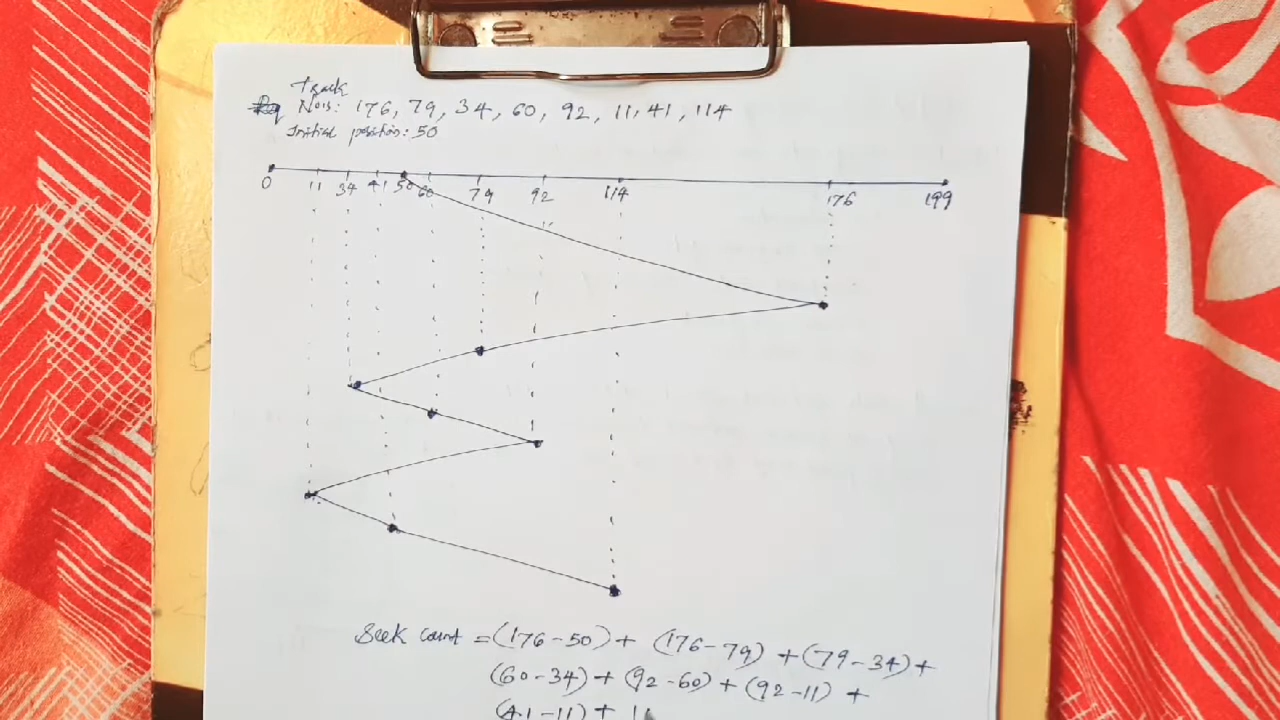 Track
Nos: 176, 79, 34, 60, 92, 11, 41, 114
Initial position: 50
0 11 34 41 50 60 79 92 114 176 199
Seek count = (176-50) + (176-79) + (79-34) +
(60-34) + (92-60) + (92-11) +
(41-11) + 11